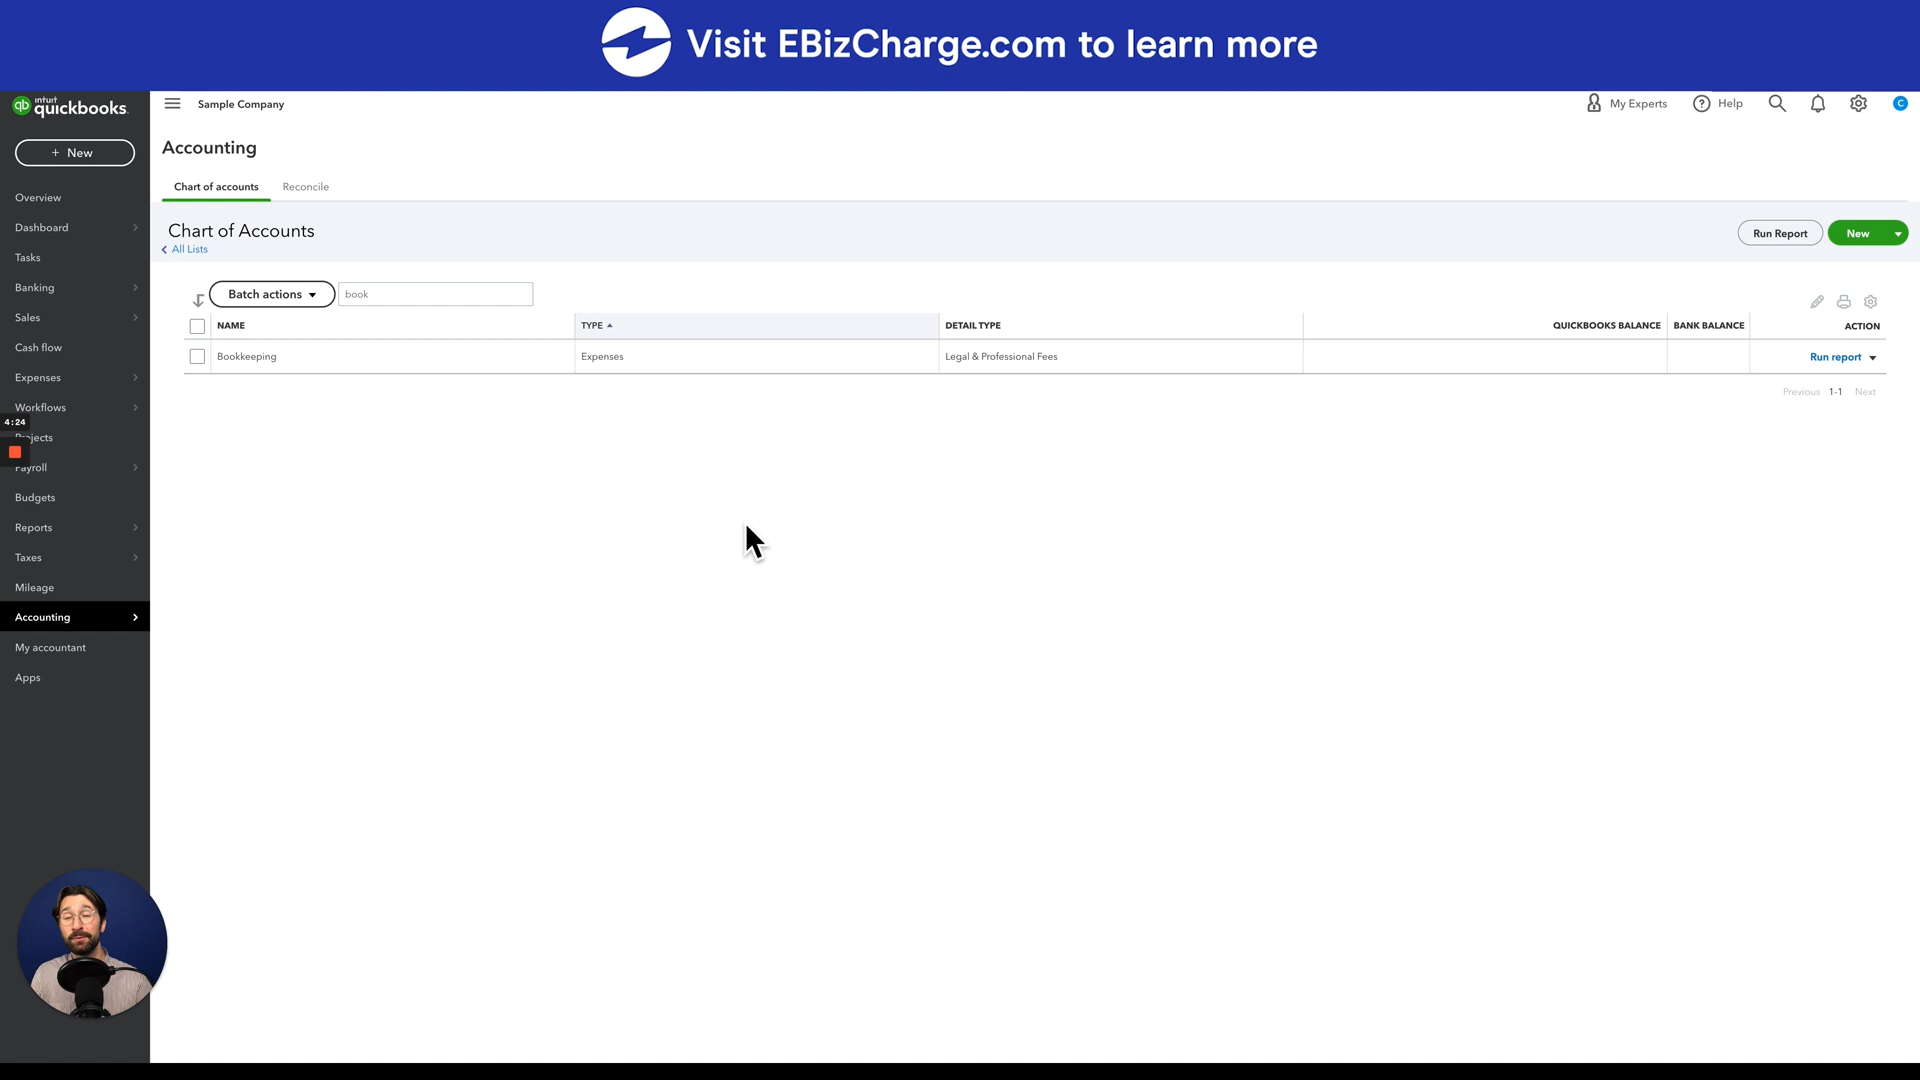 Visit EBizCharge.com to learn more
qb intuit quickbooks.
Sample Company
My Experts
? Help
C
+ New
Accounting
Chart of accounts
Reconcile
Overview
Dashboard
Tasks
Banking
Sales
Cash flow
Expenses
Workflows
4:24
Projects
Payroll
Budgets
Reports
Taxes
Mileage
Accounting
My accountant
Apps
Chart of Accounts
All Lists
Run Report
New
Batch actions
book
NAME TYPE DETAIL TYPE QUICKBOOKS BALANCE BANK BALANCE ACTION
Bookkeeping Expenses Legal & Professional Fees Run report
Previous 1-1 Next